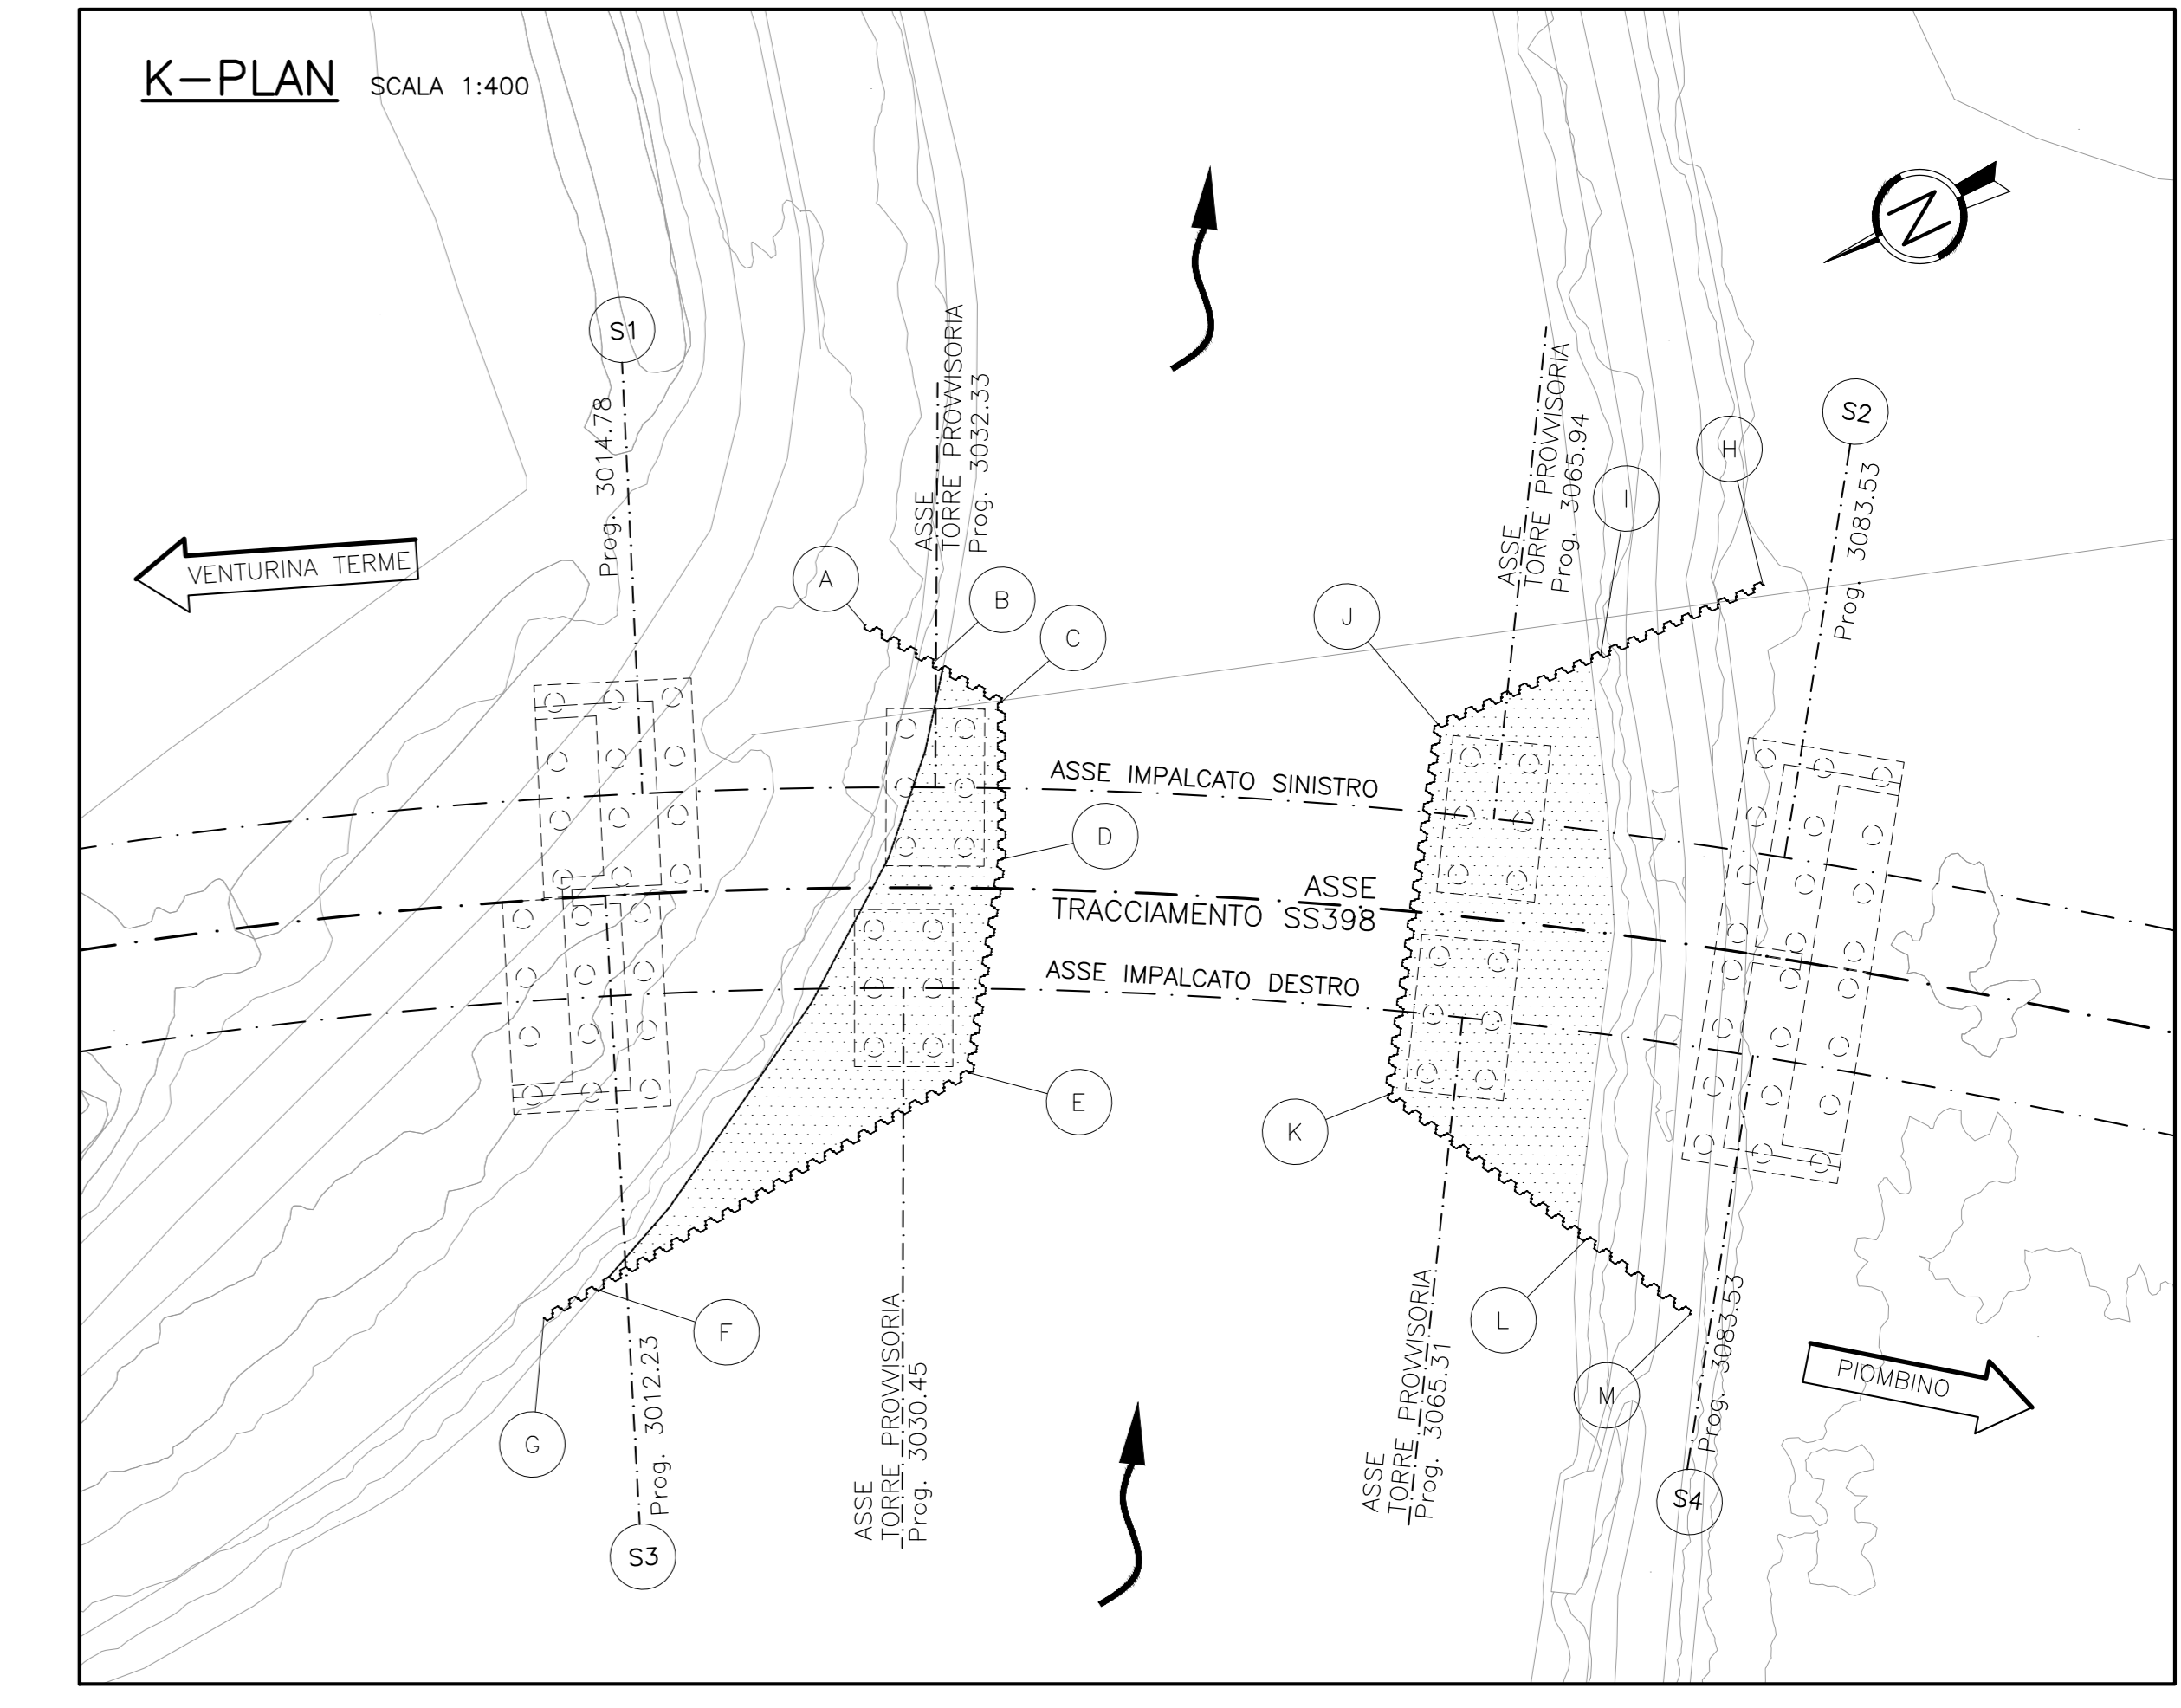 K-PLAN SCALA 1:400
N
S1
Prog. 3014.78
ASSE
TORRE PROVVISORIA
Prog. 3032.33
ASSE
TORRE PROVVISORIA
Prog. 3065.94
S2
Prog. 3083.53
H
I
VENTURINA TERME
A
B
C
J
ASSE IMPALCATO SINISTRO
D
ASSE
TRACCIAMENTO SS398
ASSE IMPALCATO DESTRO
E
K
F
L
G
M
PIOMBINO
S3
Prog. 3012.23
ASSE
TORRE PROVVISORIA
Prog. 3030.45
ASSE
TORRE PROVVISORIA
Prog. 3065.31
S4
Prog. 3083.53